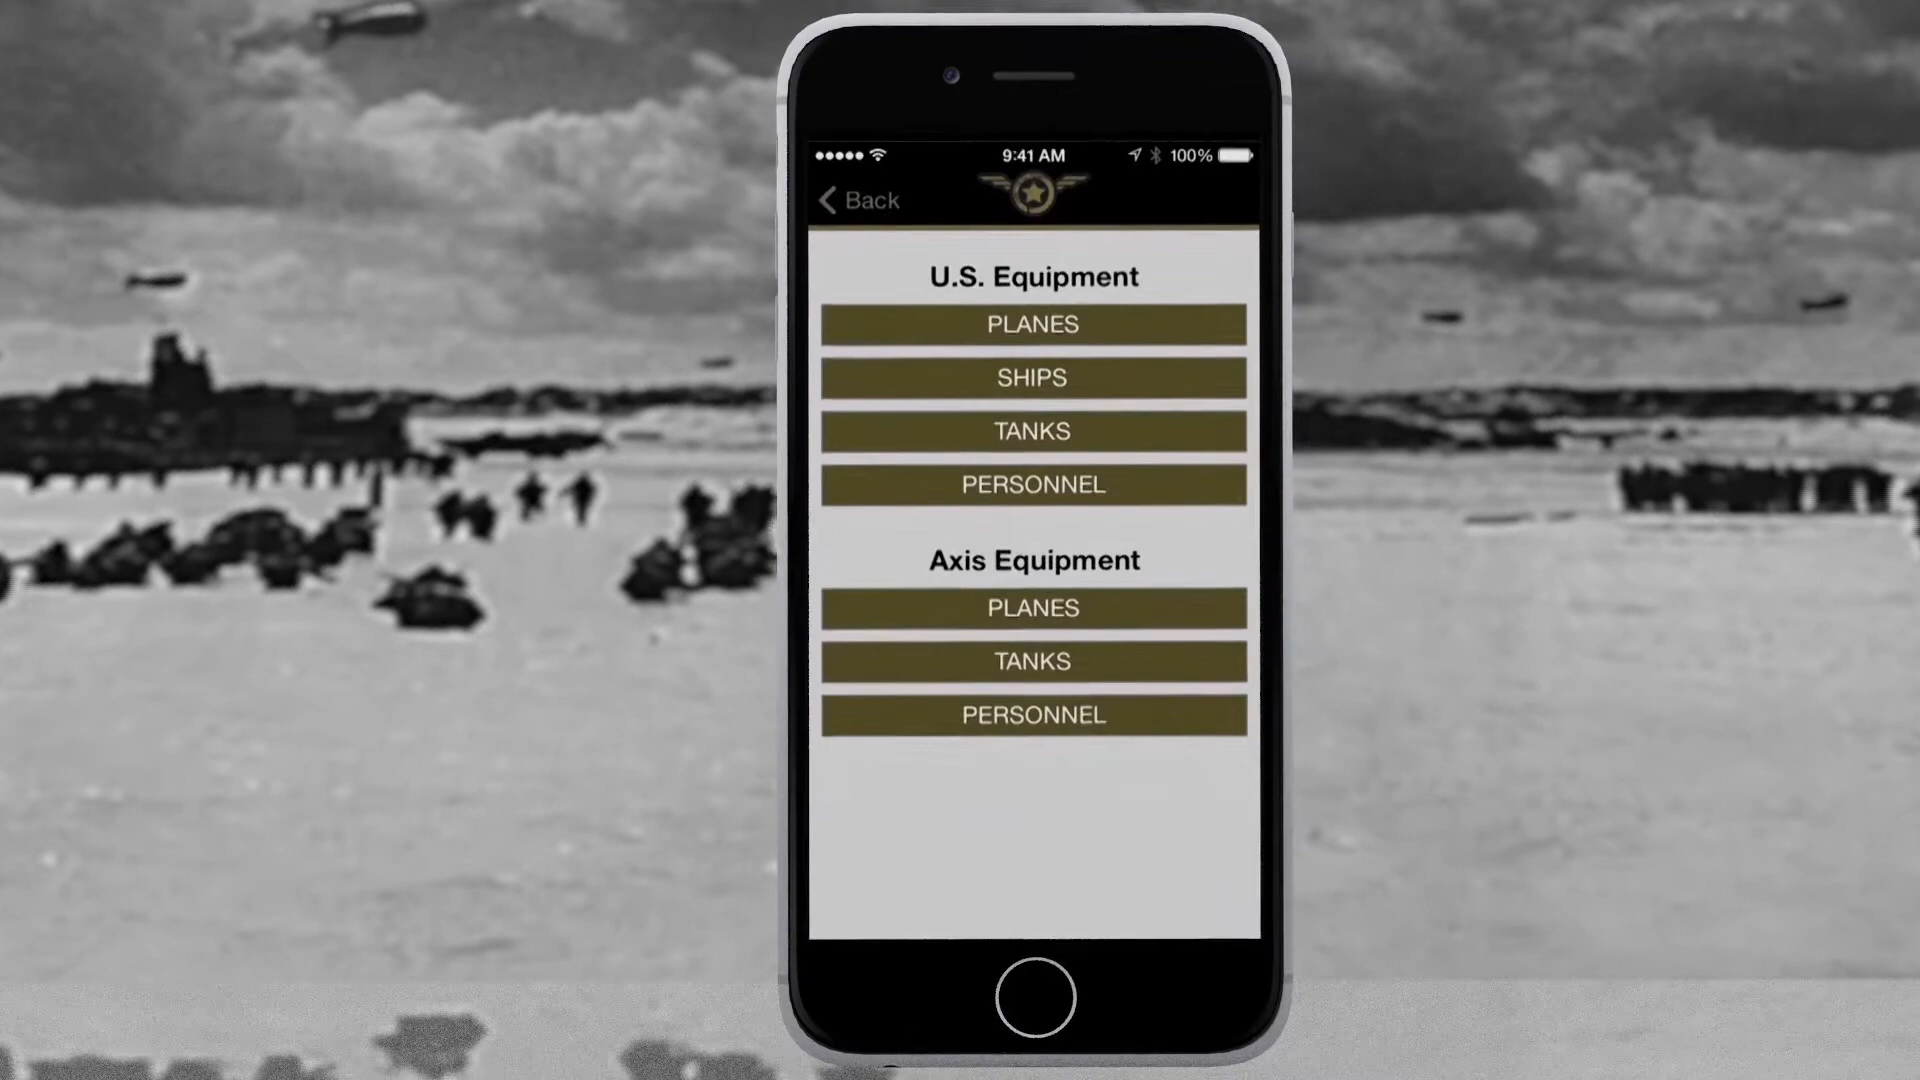 9:41 AM
100%
Back
U.S. Equipment
PLANES
SHIPS
TANKS
PERSONNEL
Axis Equipment
PLANES
TANKS
PERSONNEL